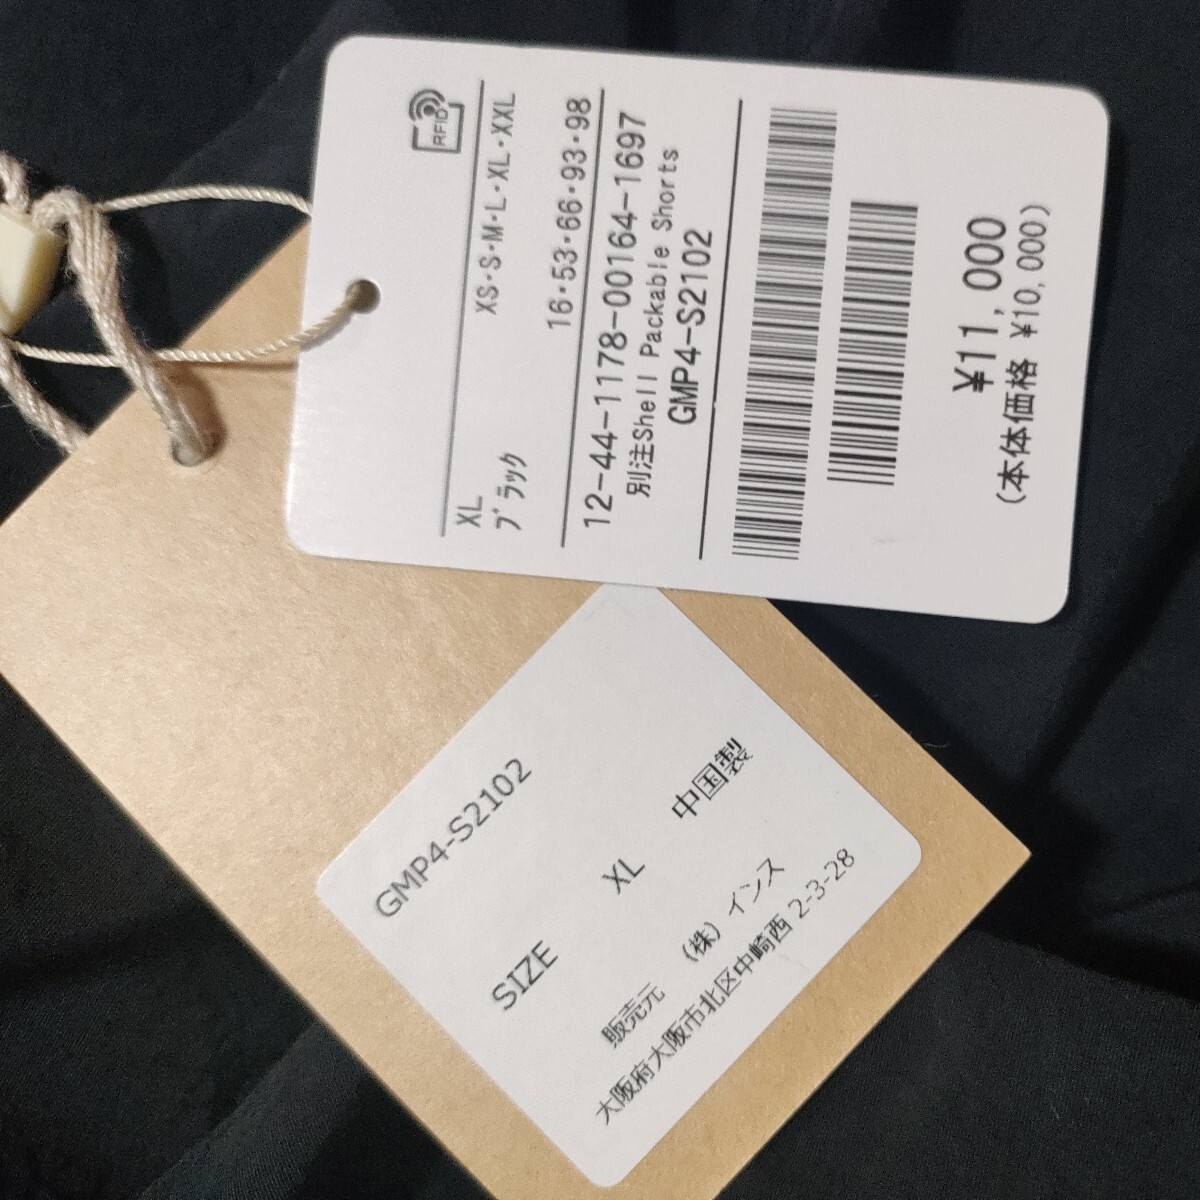 RFID
XS・S・M・L・XL・XXL
XL
ﾌﾞﾗｯｸ
16・53・66・93・98
12-44-1178-00164-1697
別注Shell Packable Shorts
GMP4-S2102
¥11,000
(本体価格 ¥10,000)
GMP4-S2102
SIZE XL
中国製
販売元 (株) インス
大阪府大阪市北区中崎西 2-3-28